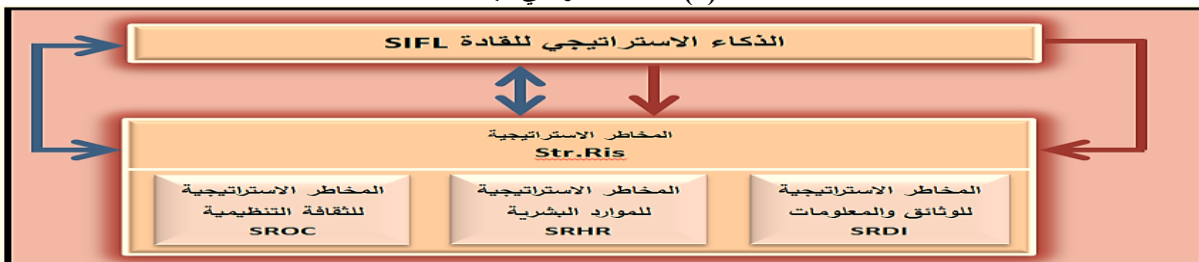 الذكاء الاستراتيجي للقادة SIFL
المخاطر الاستراتيجية
Str.Ris
المخاطر الاستراتيجية
للوثائق والمعلومات
SRDI
المخاطر الاستراتيجية
للموارد البشرية
SRHR
المخاطر الاستراتيجية
للثقافة التنظيمية
SROC